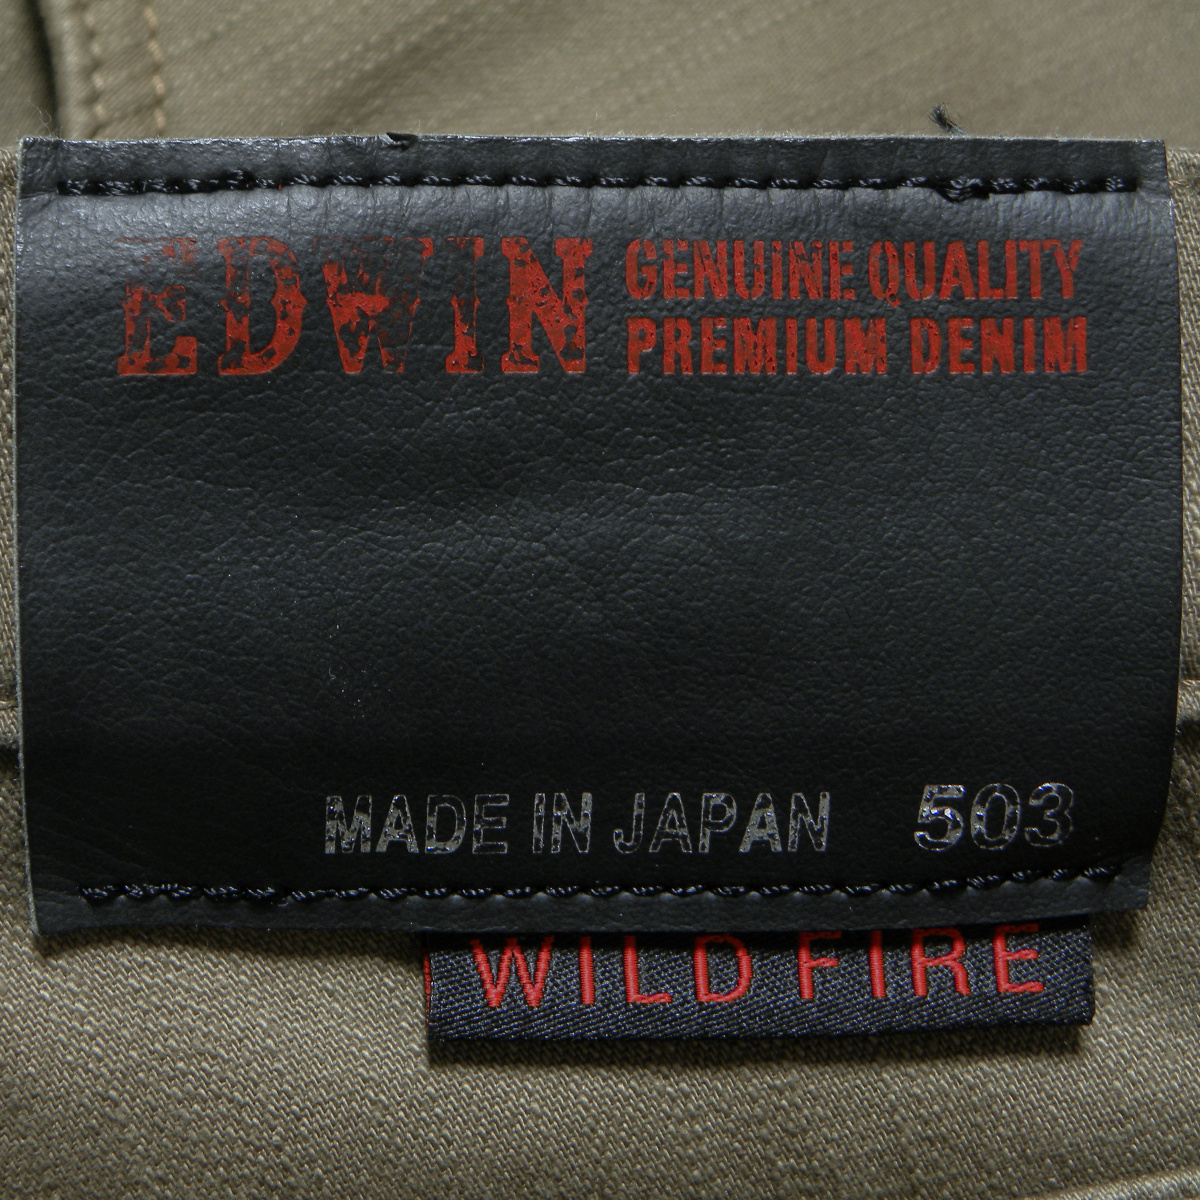 EDWIN GENUINE QUALITY
PREMIUM DENIM
MADE IN JAPAN 503
WILD FIRE